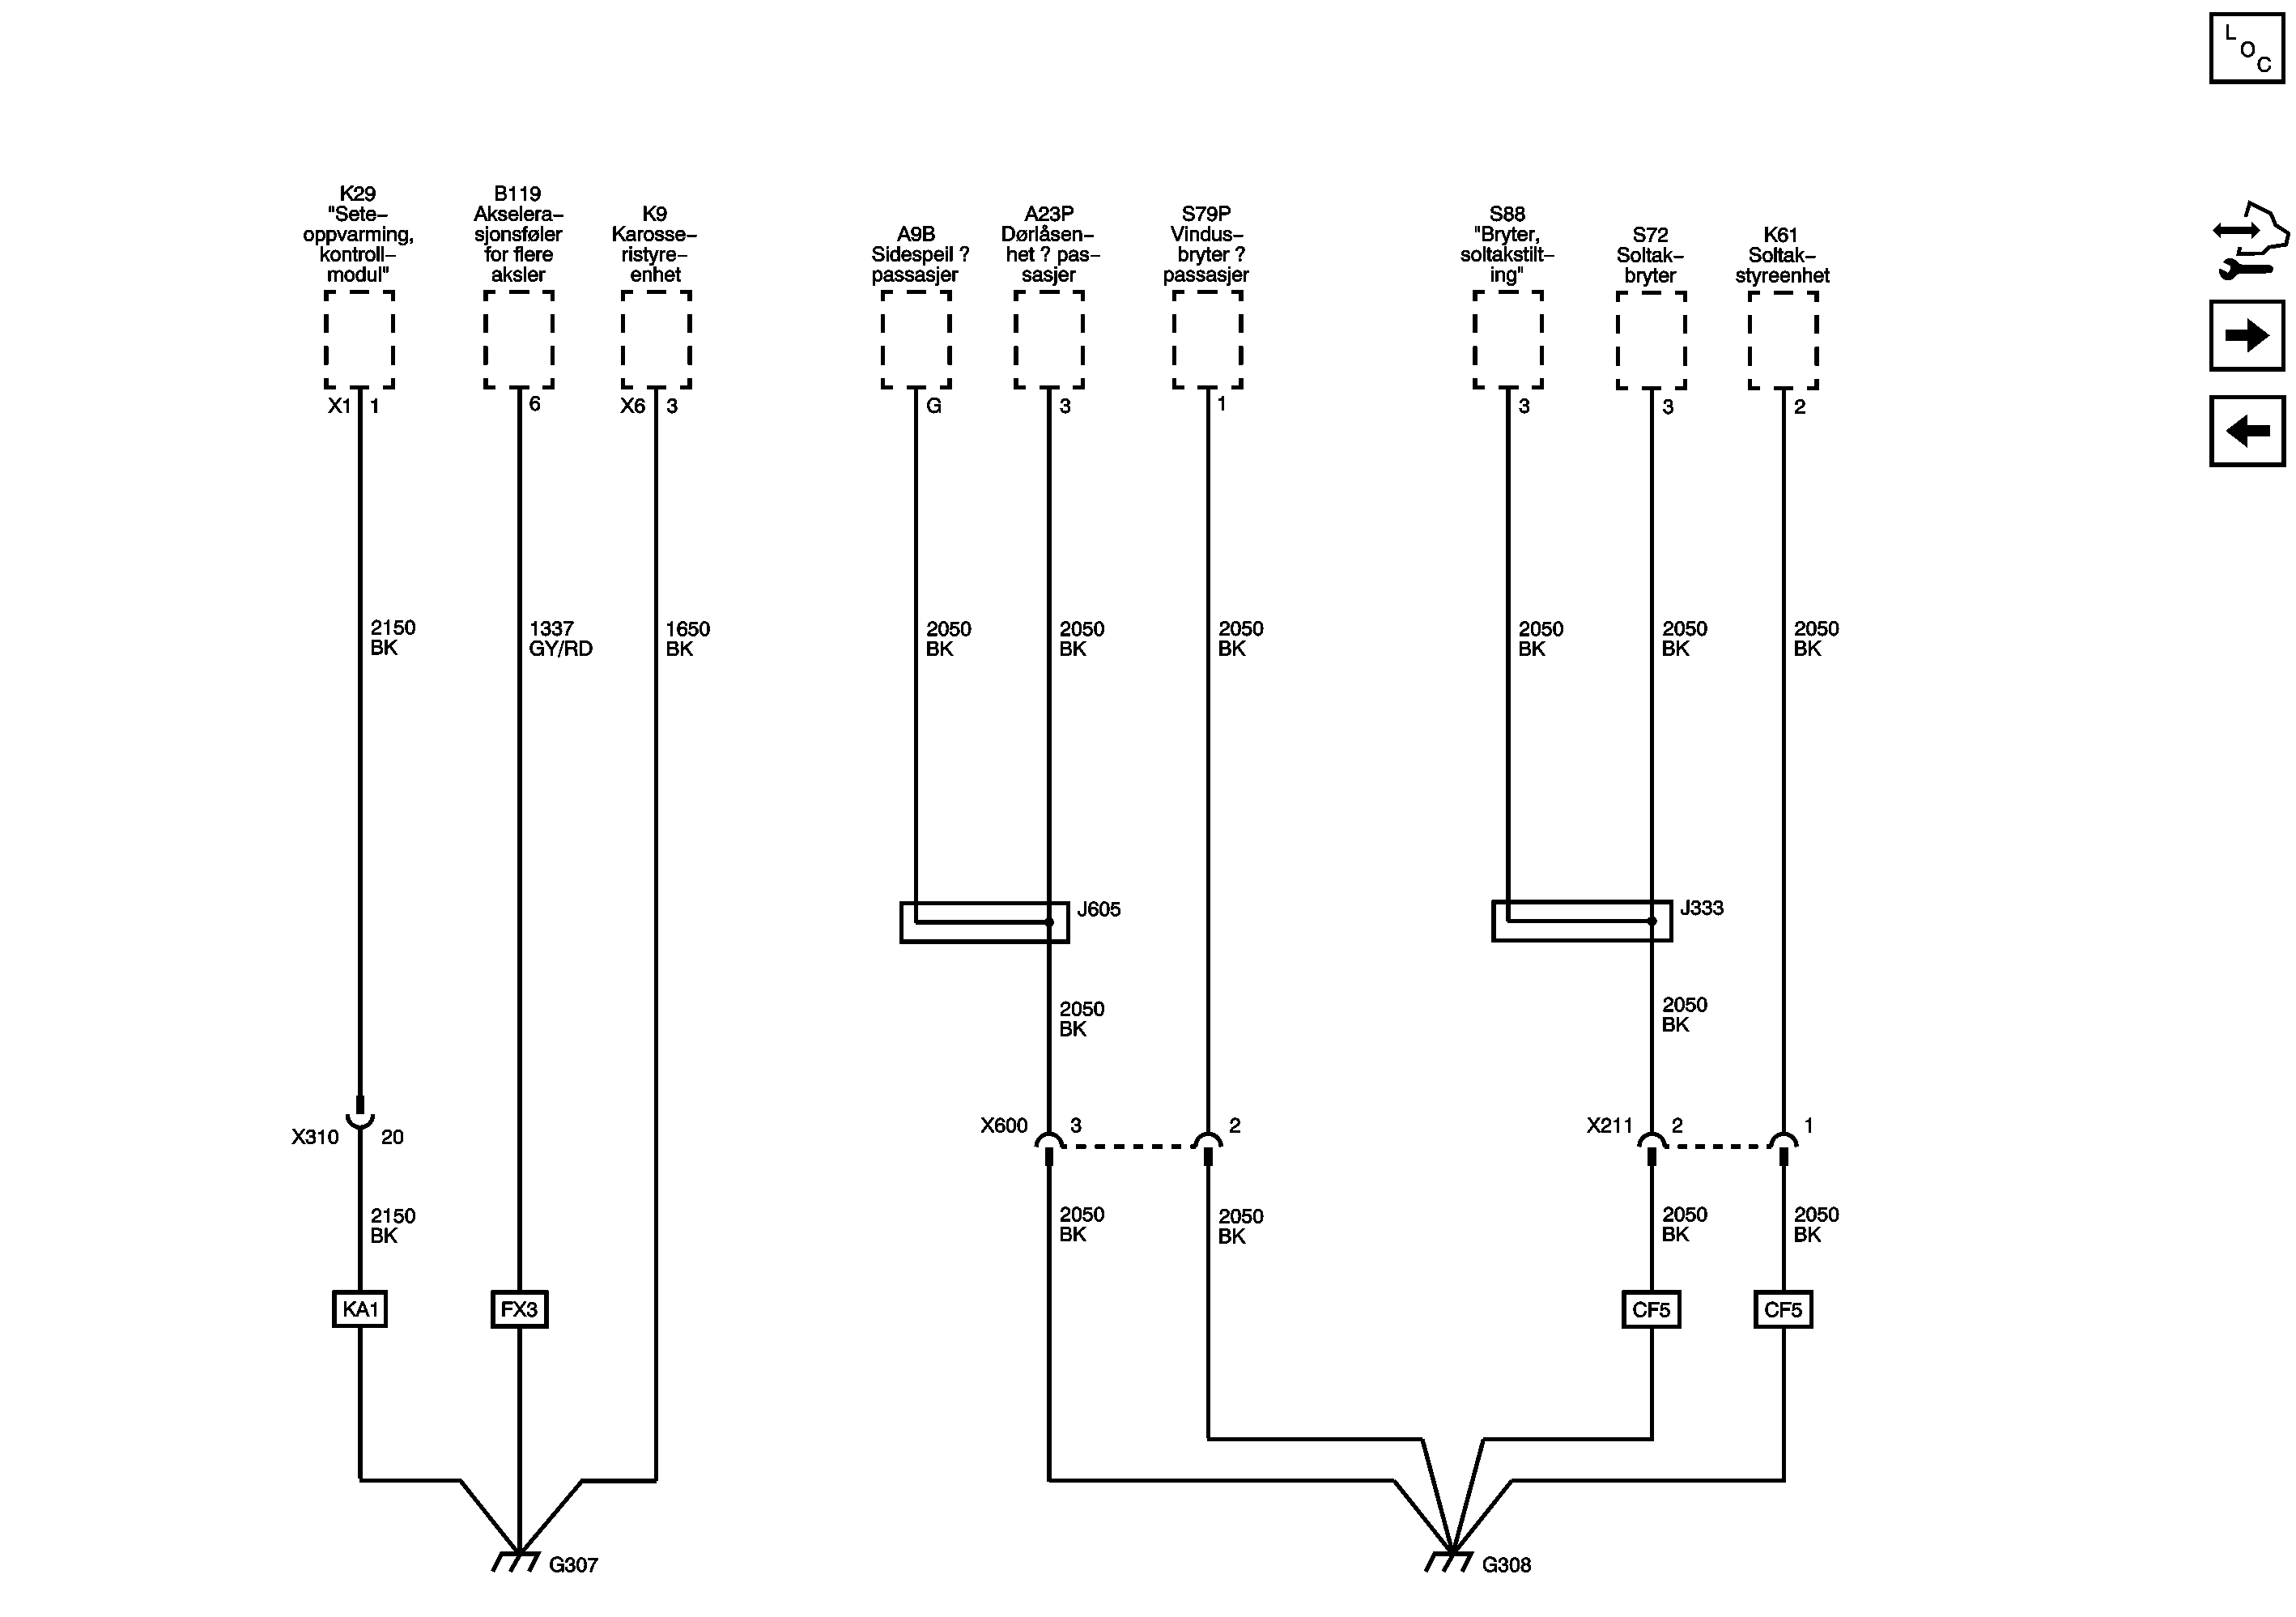 L
O
C
K29
"Sete–
oppvarming,
kontroll–
modul"
B119
Akselera–
sjonsføler
for flere
aksler
K9
Karosse–
ristyre–
enhet
A9B
Sidespeil ?
passasjer
A23P
Dørlåsen–
het ? pas–
sasjer
S79P
Vindus–
bryter ?
passasjer
S88
"Bryter,
soltakstilt–
ing"
S72
Soltak–
bryter
K61
Soltak–
styreenhet
X1 1
6
X6 3
G
3
1
3
3
2
2150
BK
1337
GY/RD
1650
BK
2050
BK
2050
BK
2050
BK
2050
BK
2050
BK
2050
BK
J605
J333
2050
BK
2050
BK
X310 20
X600 3
2
X211 2
1
2150
BK
2050
BK
2050
BK
2050
BK
2050
BK
KA1
FX3
CF5
CF5
G307
G308